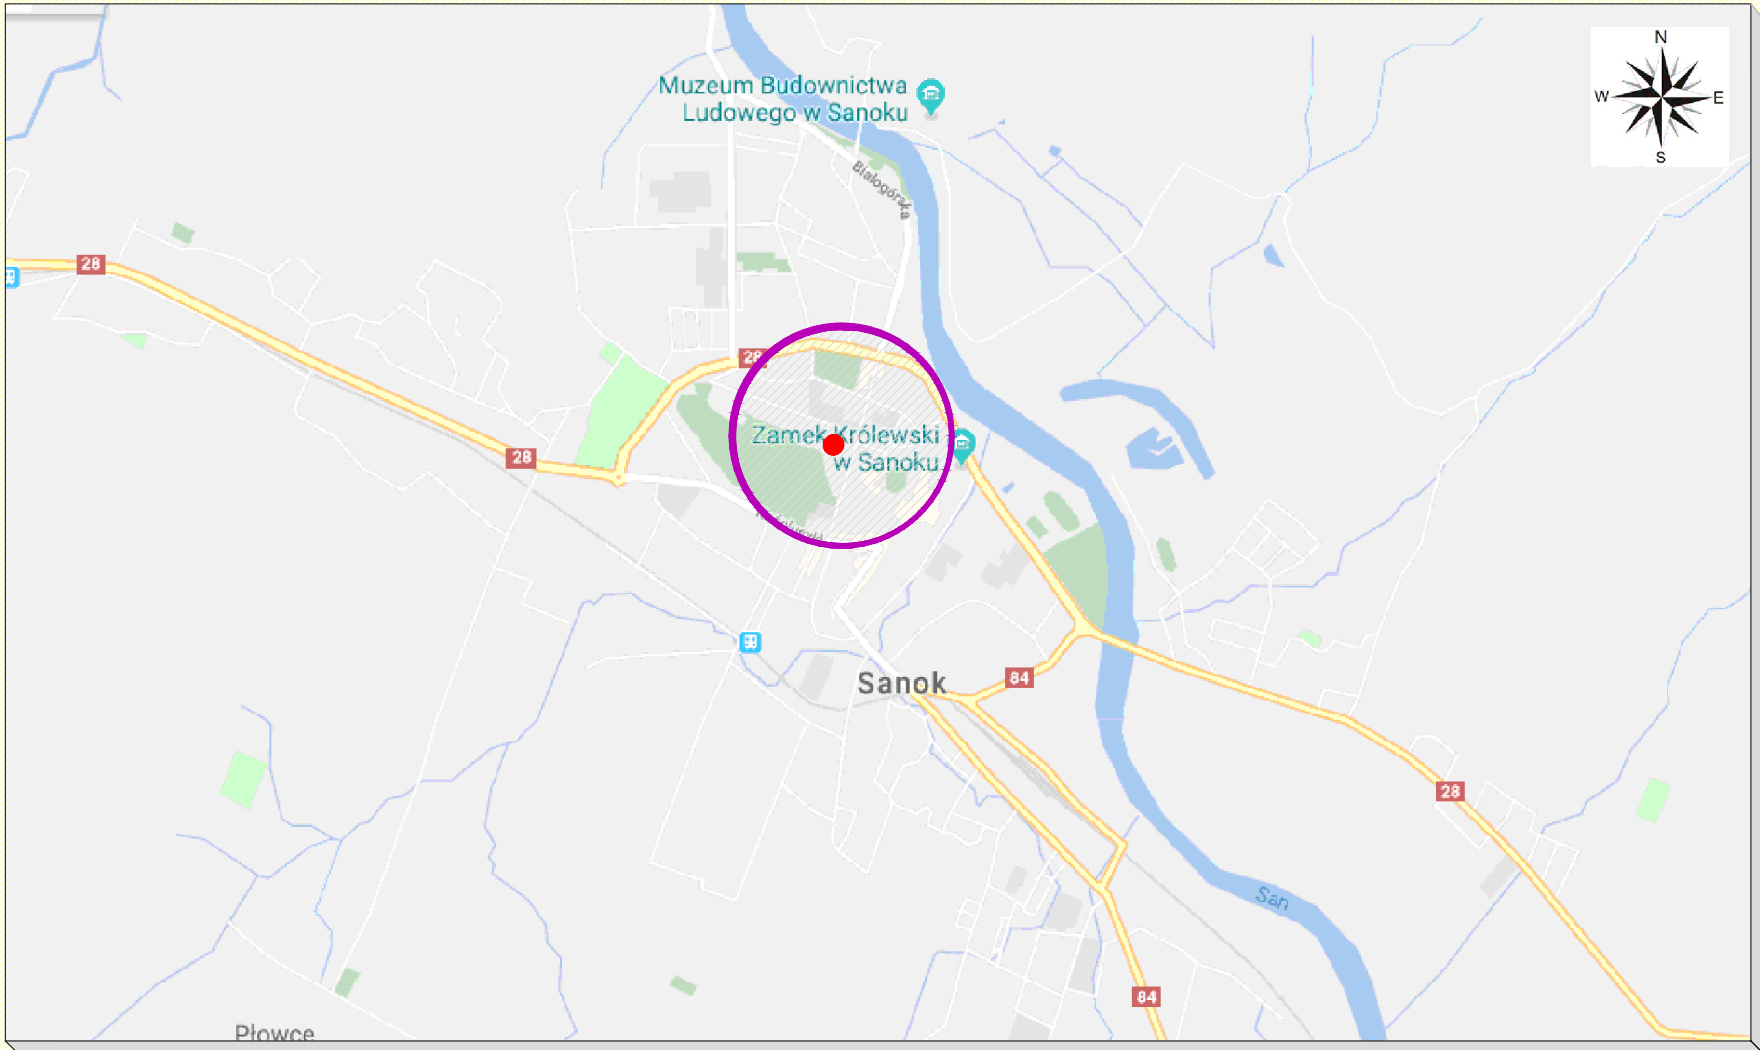 N
W E
S
Muzeum Budownictwa
Ludowego w Sanoku
Białogórska
28
28
28
Zamek Królewski
w Sanoku
Sanok
84
28
San
84
Płowce